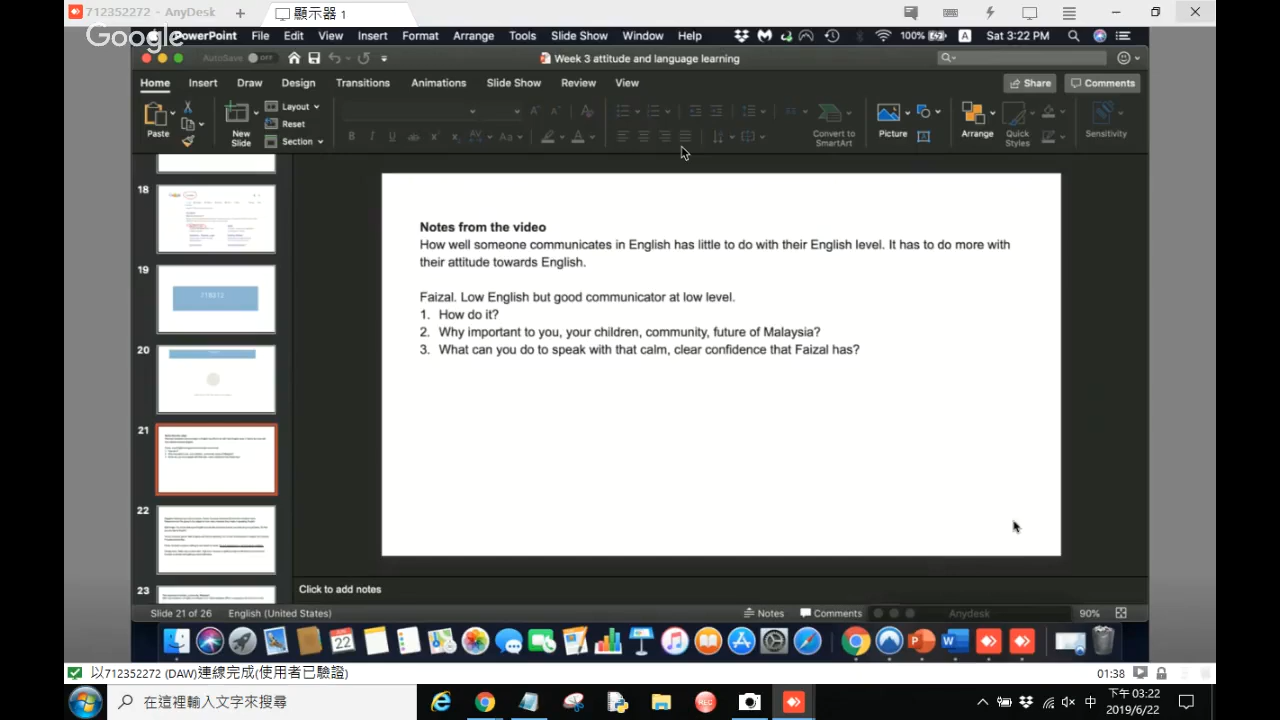 712352272 - AnyDesk
顯示器 1
Google
PowerPoint File Edit View Insert Format Arrange Tools Slide Show Window Help
100%
A
Sat 3:22 PM
AutoSave OFF
Week 3 attitude and language learning
Home Insert Draw Design Transitions Animations Slide Show Review View
Share
Comments
Paste
New Slide
Layout
Reset
Section
Convert to SmartArt
Picture
Arrange
Quick Styles
Sensitivity
18
19
20
21
22
23
Notes from the video
How well someone communicates in English has little to do with their English level. It has to do more with
their attitude towards English.
Faizal. Low English but good communicator at low level.
1. How do it?
2. Why important to you, your children, community, future of Malaysia?
3. What can you do to speak with that calm, clear confidence that Faizal has?
Click to add notes
Slide 21 of 26
English (United States)
Notes
Comments
Anydesk
90%
22
以712352272 (DAW)連線完成(使用者已驗證)
01:38
在這裡輸入文字來搜尋
REC
中
下午 03:22
2019/6/22